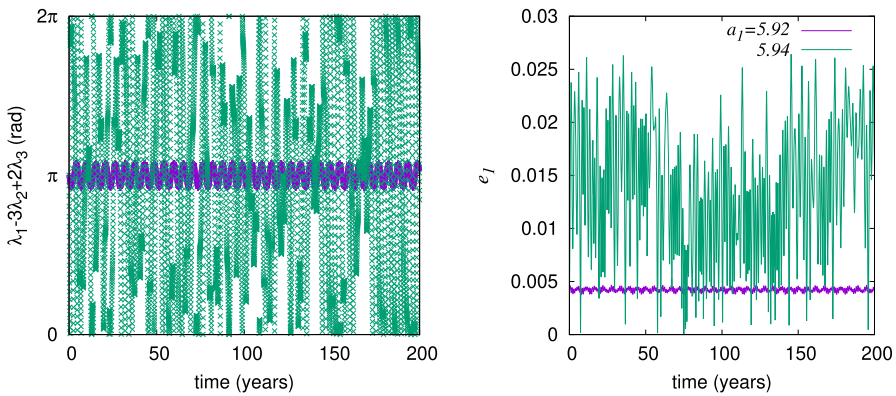 2π
π
0
λ₁-3λ₂+2λ₃ (rad)
0 50 100 150 200
time (years)
0.03
0.025
0.02
0.015
0.01
0.005
0
e₁
a₁=5.92
5.94
0 50 100 150 200
time (years)